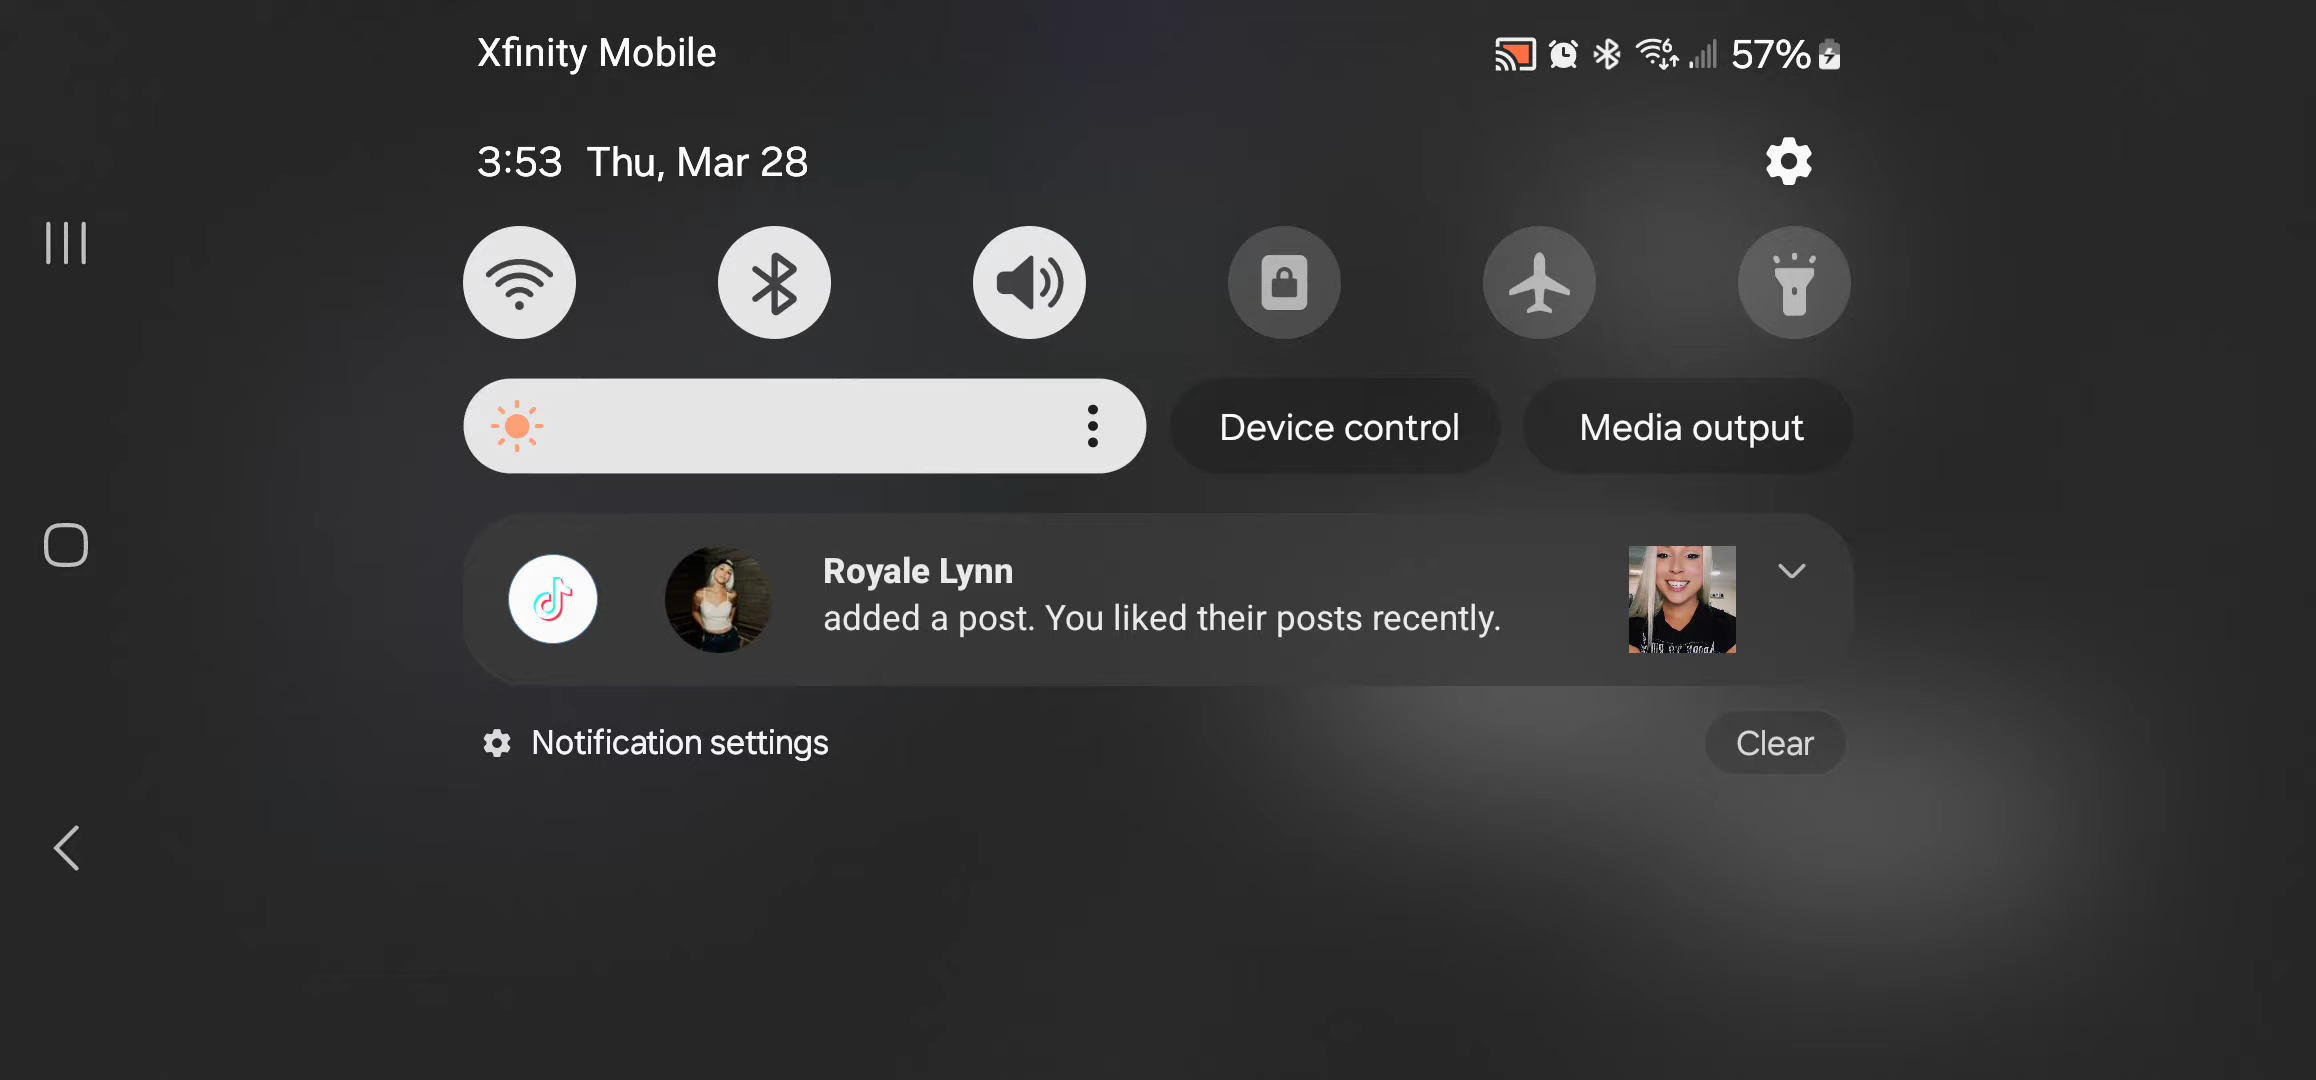 Xfinity Mobile
57%
3:53 Thu, Mar 28
Device control
Media output
Royale Lynn
added a post. You liked their posts recently.
Notification settings
Clear